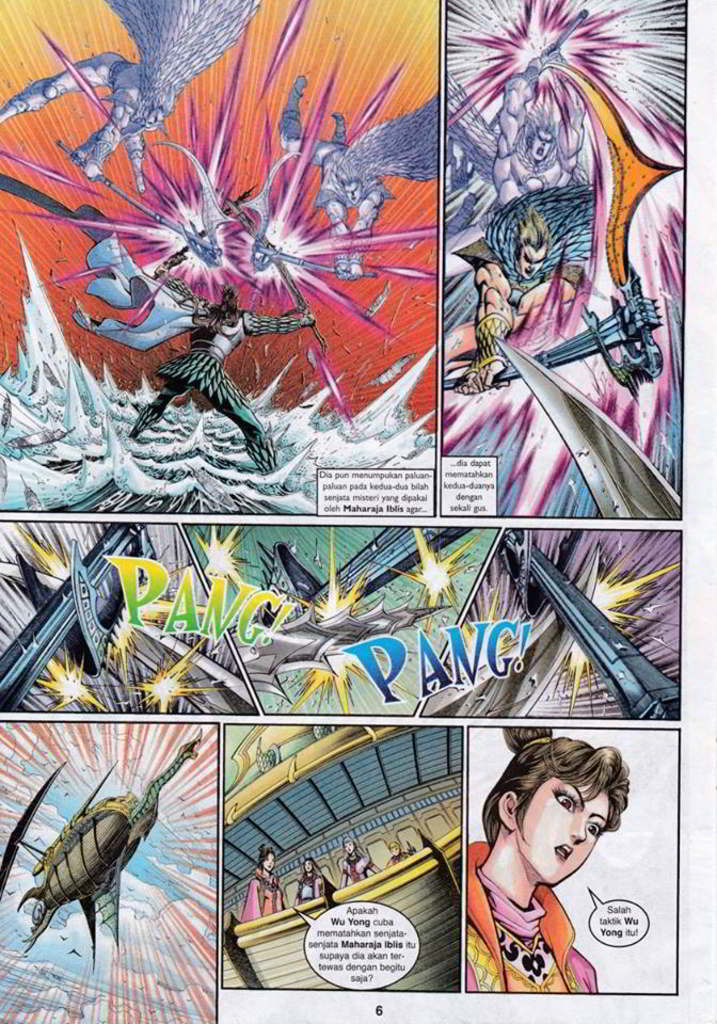 Dia pun menumpukan paluan-
paluan pada kedua-dua bilah
senjata misteri yang dipakai
oleh Maharaja Iblis agar...
...dia dapat
mematahkan
kedua-duanya
dengan
sekali gus.
PANG!
PANG!
Apakah
Wu Yong cuba
mematahkan senjata-
senjata Maharaja Iblis itu
supaya dia akan ter-
tewas dengan begitu
saja?
Salah
taktik Wu
Yong itu!
6